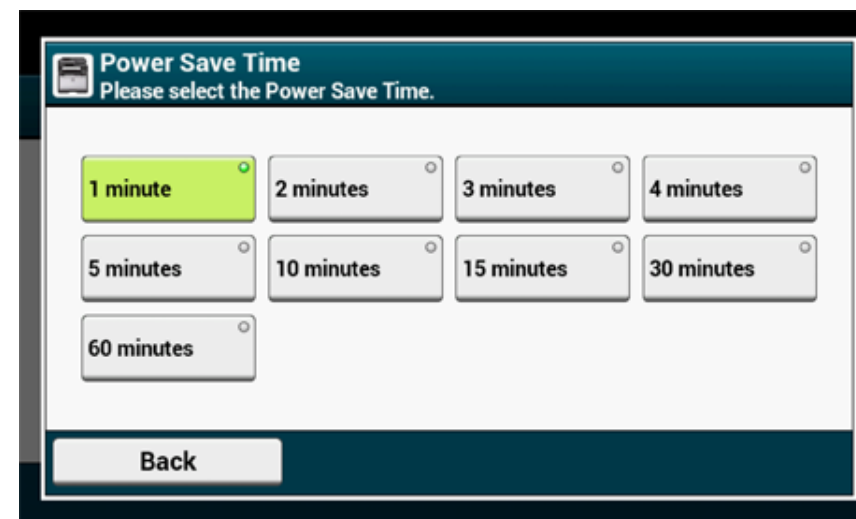 Power Save Time
Please select the Power Save Time.
1 minute
2 minutes
3 minutes
4 minutes
5 minutes
10 minutes
15 minutes
30 minutes
60 minutes
Back